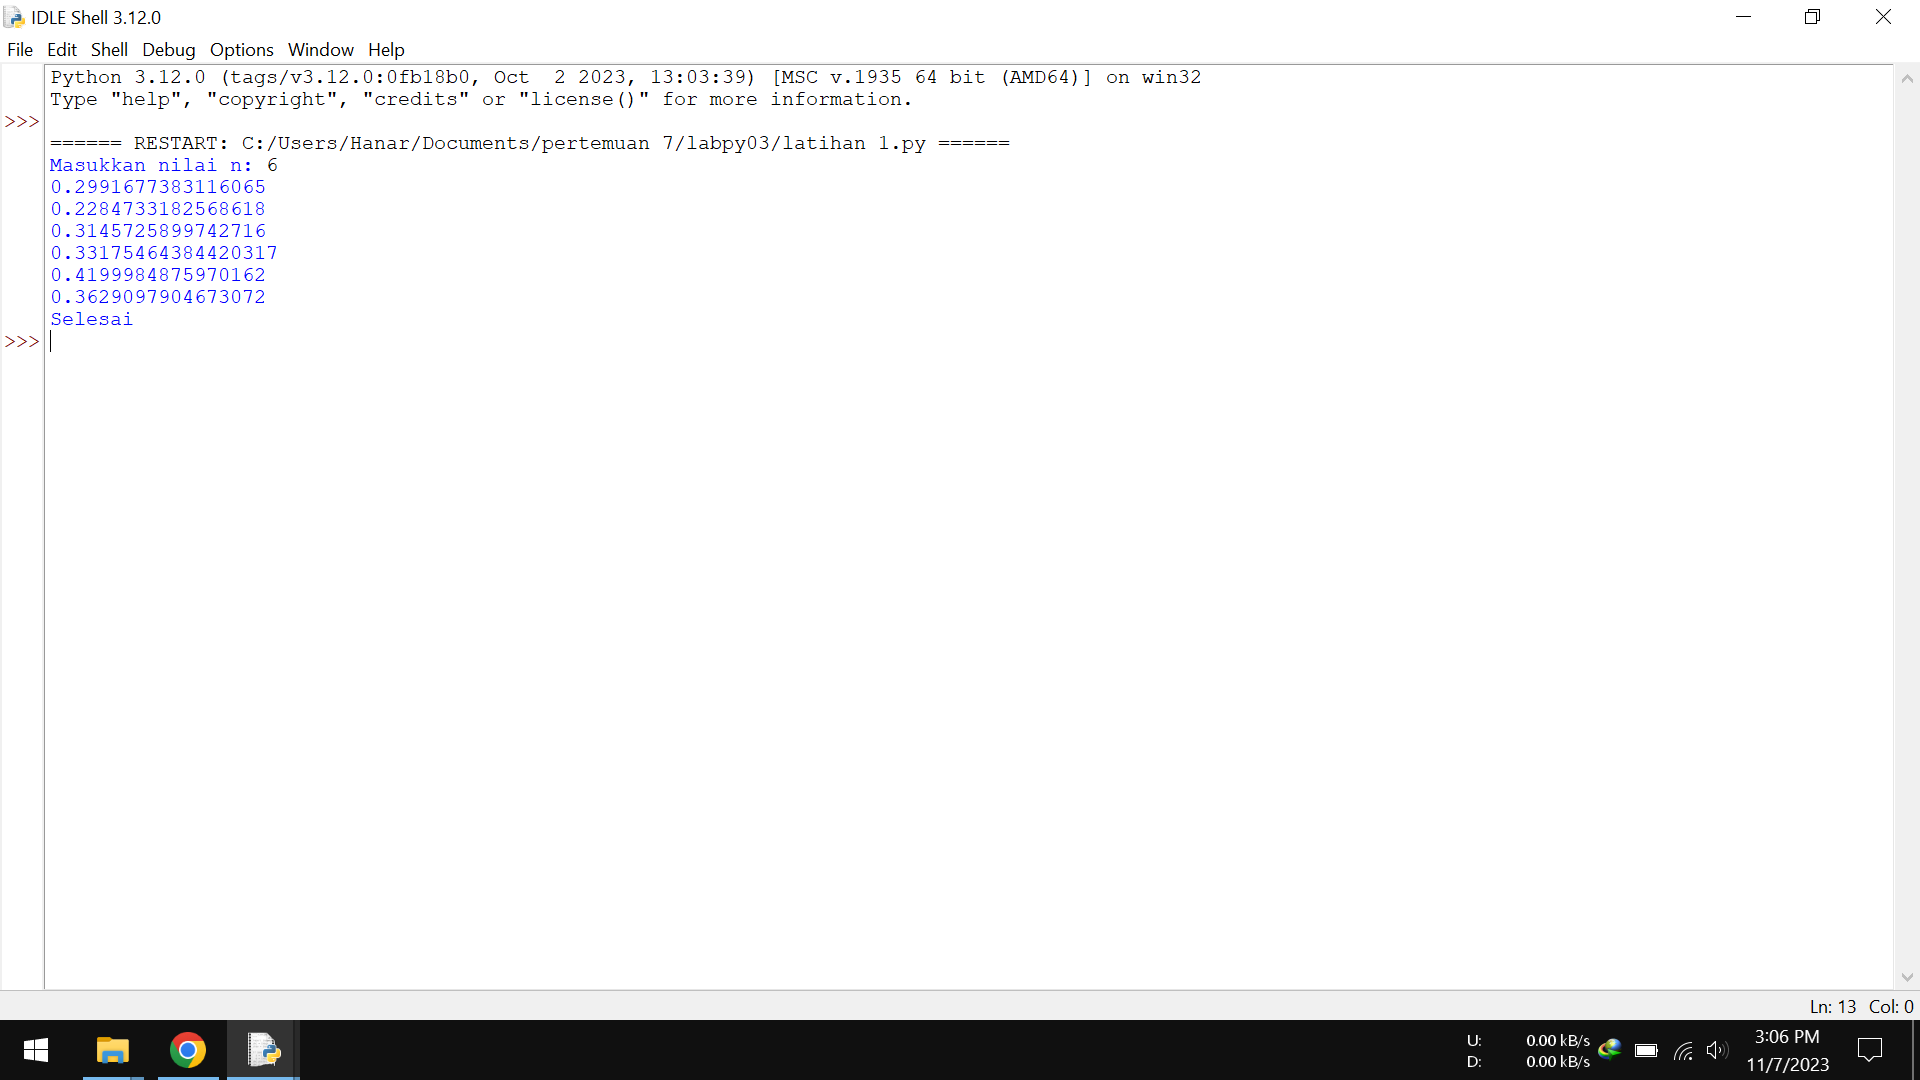 IDLE Shell 3.12.0
File Edit Shell Debug Options Window Help
Python 3.12.0 (tags/v3.12.0:0fb18b0, Oct  2 2023, 13:03:39) [MSC v.1935 64 bit (AMD64)] on win32
Type "help", "copyright", "credits" or "license()" for more information.
>>>
====== RESTART: C:/Users/Hanar/Documents/pertemuan 7/labpy03/latihan 1.py ======
Masukkan nilai n: 6
0.2991677383116065
0.2284733182568618
0.3145725899742716
0.33175464384420317
0.4199984875970162
0.3629097904673072
Selesai
>>>
Ln: 13 Col: 0
U: 0.00 kB/s
D: 0.00 kB/s
3:06 PM
11/7/2023